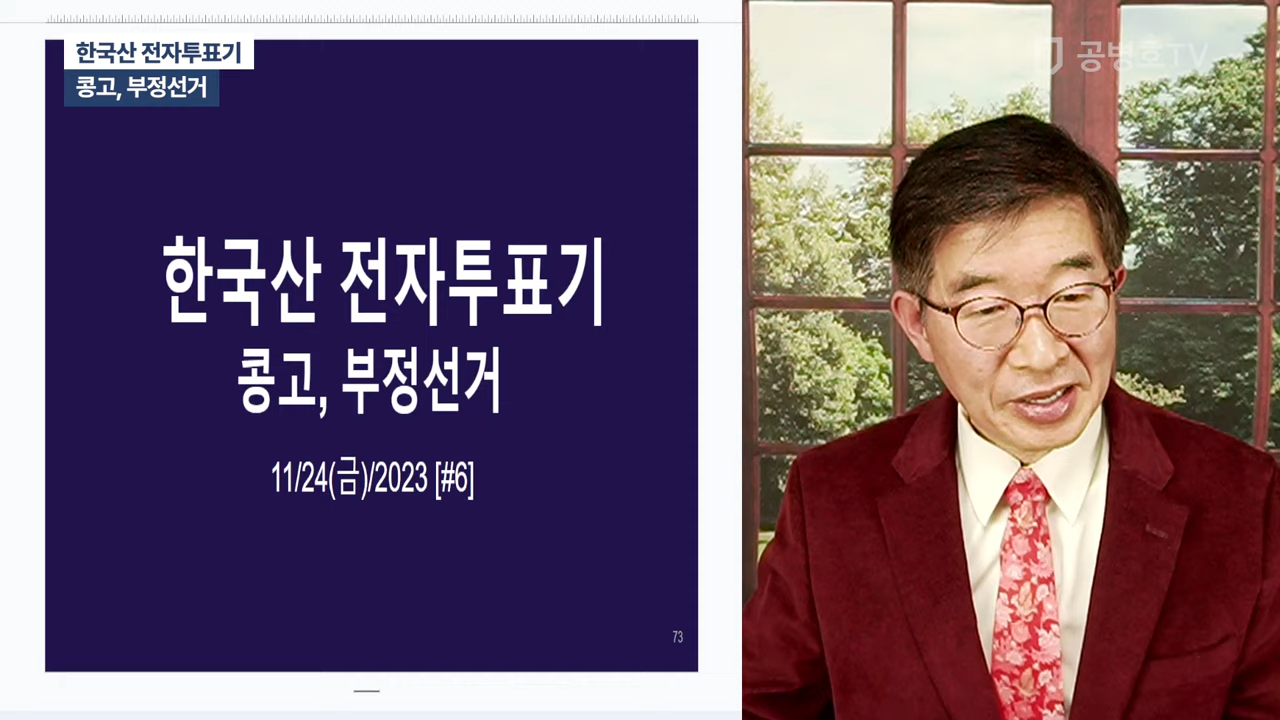 한국산 전자투표기
콩고, 부정선거
공병호TV
한국산 전자투표기
콩고, 부정선거
11/24(금)/2023 [#6]
73